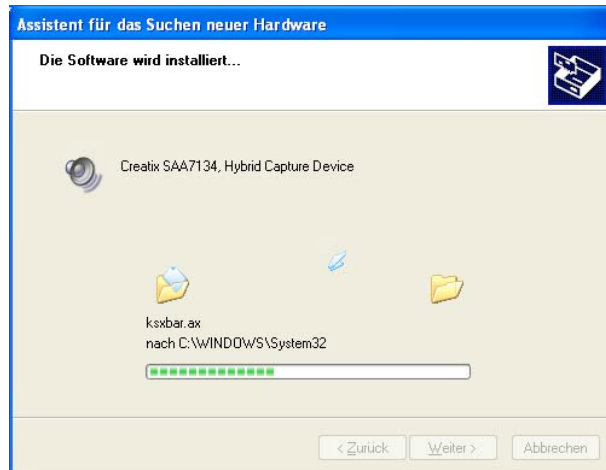 Assistent für das Suchen neuer Hardware
Die Software wird installiert...
Creatix SAA7134, Hybrid Capture Device
ksxbar.ax
nach C:\WINDOWS\System32
< Zurück
Weiter >
Abbrechen